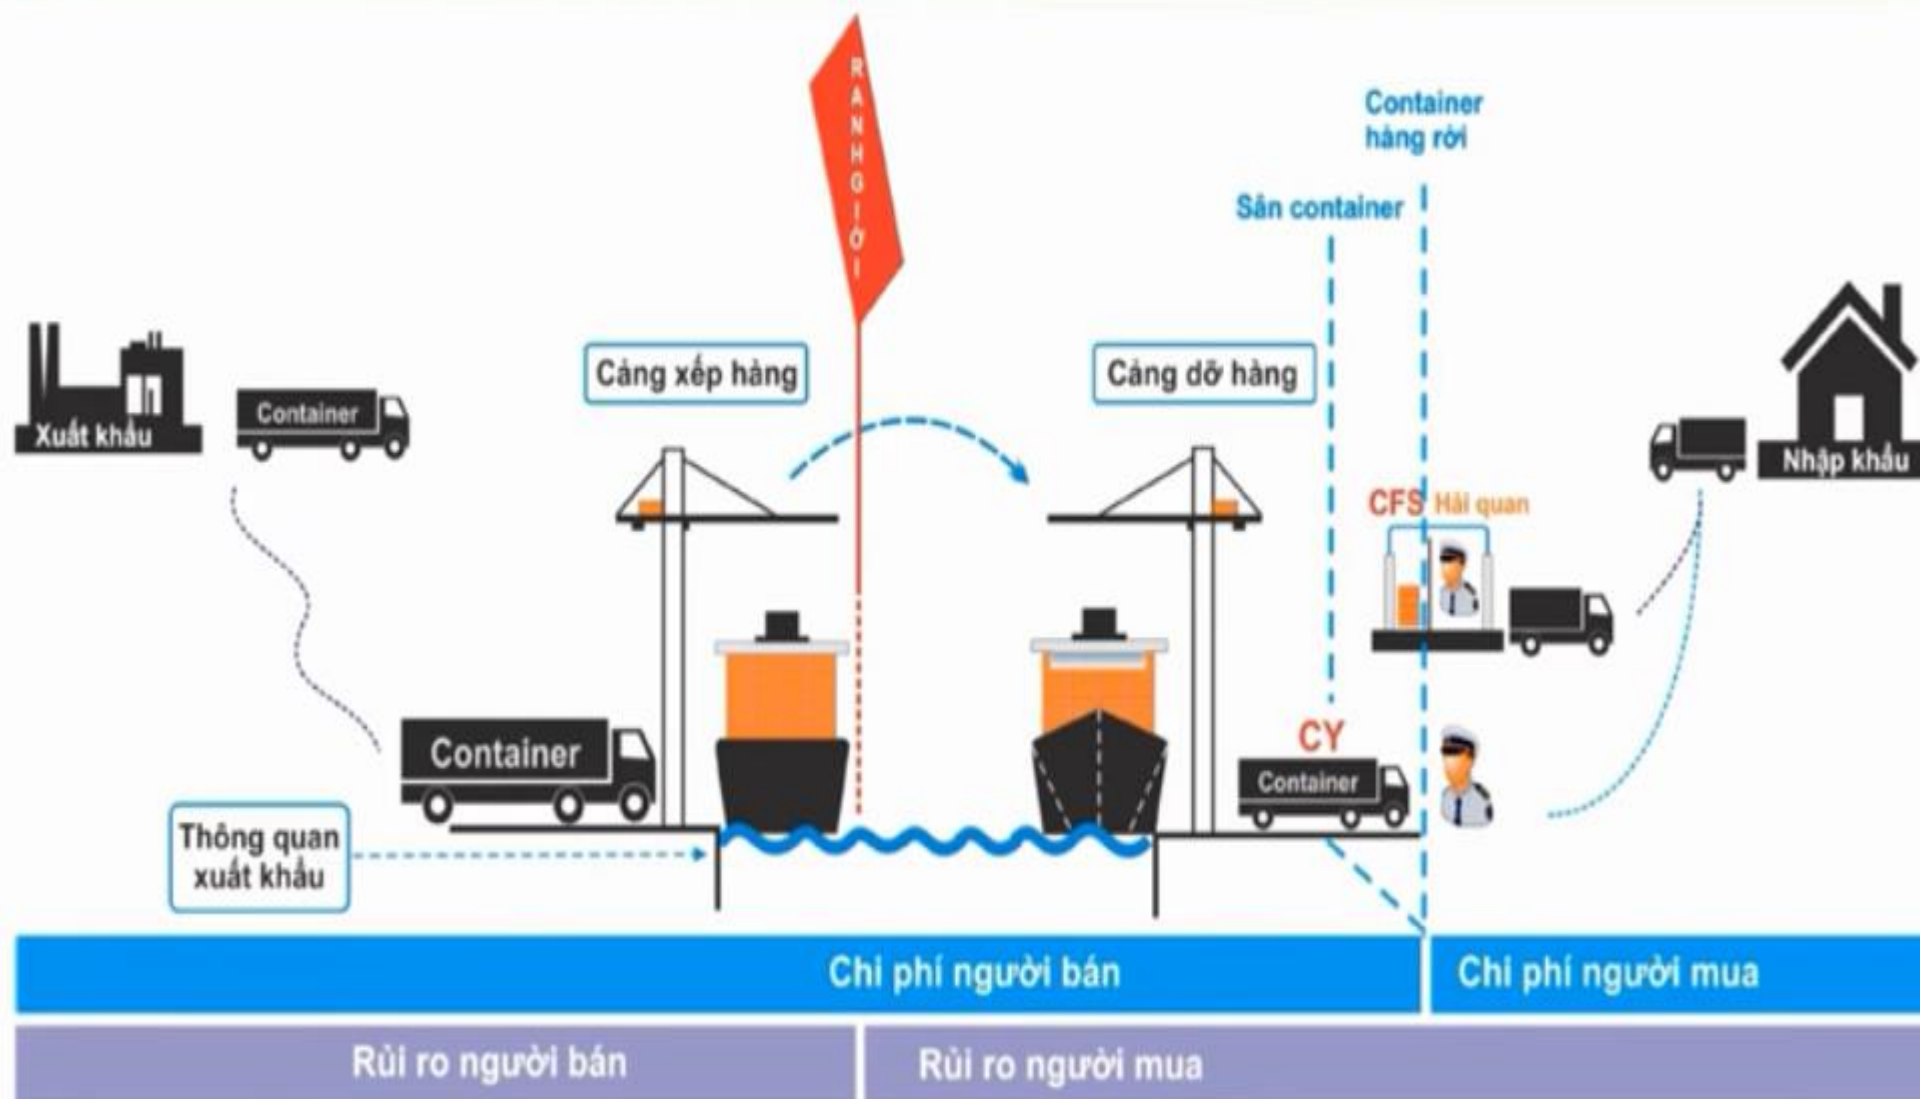 RANH GIỚI
Container
hàng rời
Sân container
Cảng xếp hàng
Cảng dỡ hàng
Xuất khẩu
Container
Nhập khẩu
CFS Hải quan
CY
Container
Container
Thông quan
xuất khẩu
Chi phí người bán
Chi phí người mua
Rủi ro người bán
Rủi ro người mua